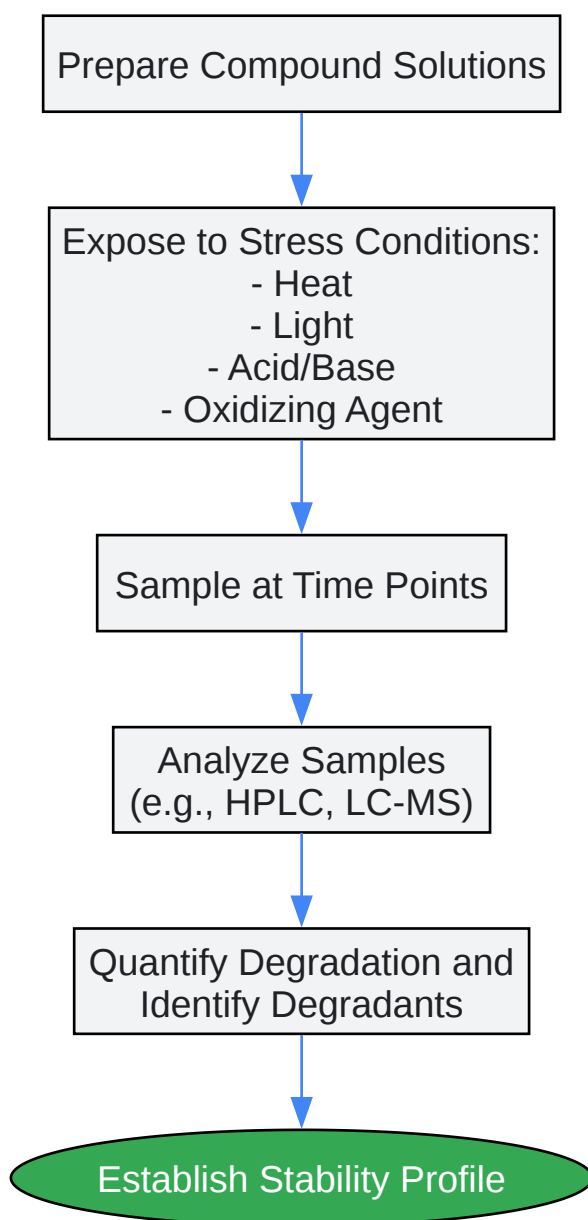 Prepare Compound Solutions
Expose to Stress Conditions:
- Heat
- Light
- Acid/Base
- Oxidizing Agent
Sample at Time Points
Analyze Samples
(e.g., HPLC, LC-MS)
Quantify Degradation and
Identify Degradants
Establish Stability Profile